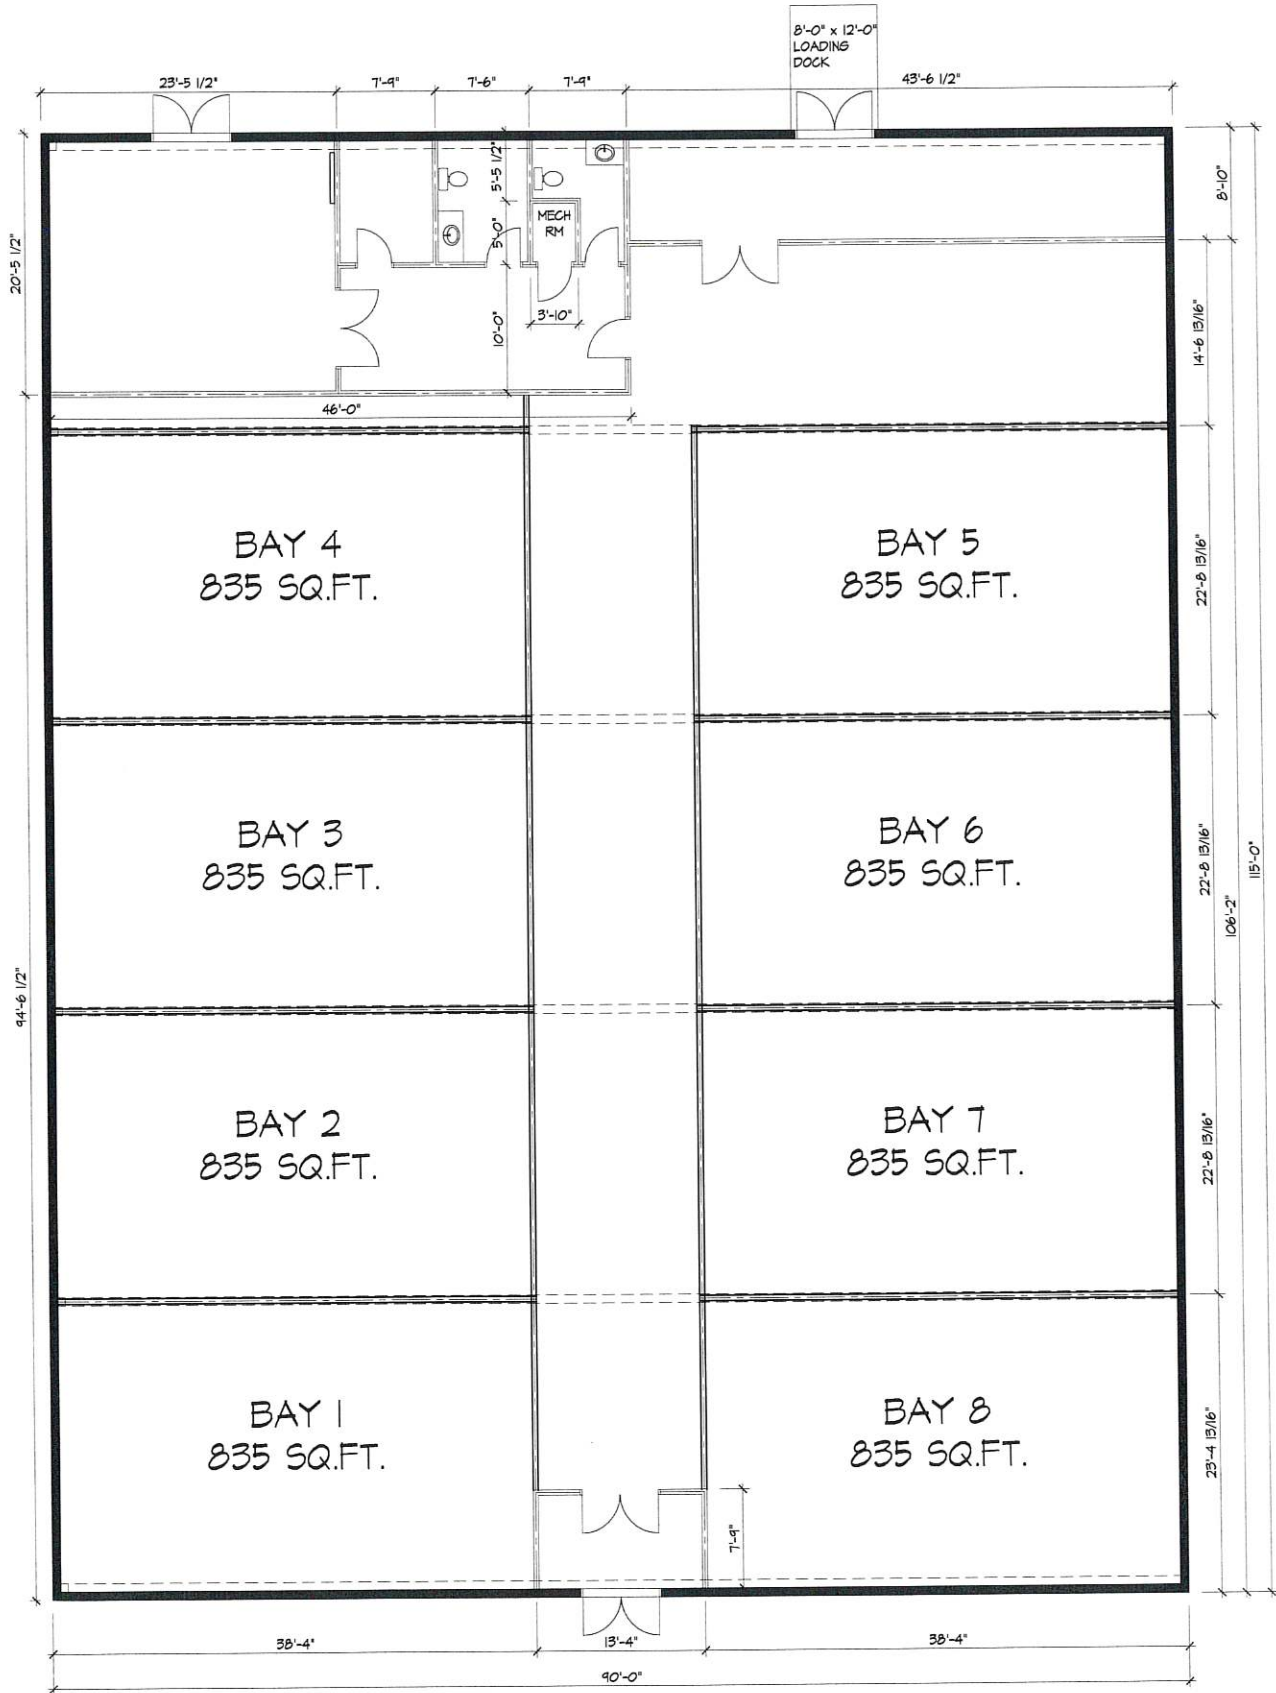 8'-0" x 12'-0"
LOADING
DOCK
23'-5 1/2"
7'-9"
7'-6"
7'-9"
43'-6 1/2"
20'-5 1/2"
5'-5 1/2"
5'-0"
MECH
RM
3'-10"
10'-0"
8'-10"
14'-6 13/16"
46'-0"
BAY 4
835 SQ.FT.
BAY 5
835 SQ.FT.
22'-8 13/16"
BAY 3
835 SQ.FT.
BAY 6
835 SQ.FT.
22'-8 13/16"
106'-2"
115'-0"
94'-6 1/2"
BAY 2
835 SQ.FT.
BAY 7
835 SQ.FT.
22'-8 13/16"
BAY 1
835 SQ.FT.
BAY 8
835 SQ.FT.
23'-4 13/16"
7'-9"
38'-4"
13'-4"
38'-4"
90'-0"